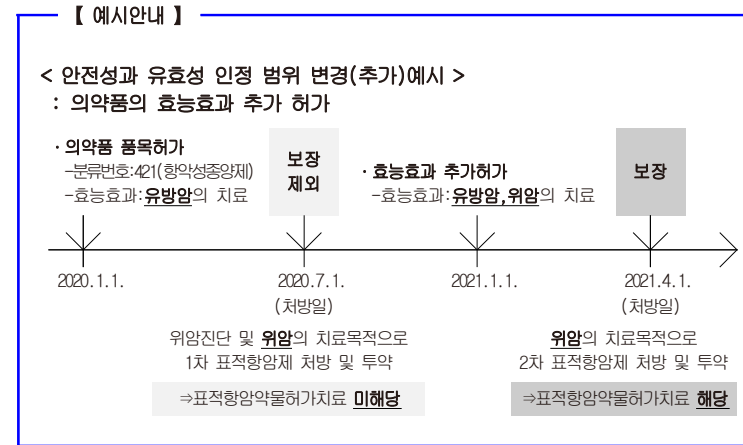 【 예시안내 】
< 안전성과 유효성 인정 범위 변경(추가)예시 >
: 의약품의 효능효과 추가 허가
· 의약품 품목허가
-분류번호:421(항악성종양제)
-효능효과:유방암의 치료
보장
제외
· 효능효과 추가허가
-효능효과:유방암,위암의 치료
보장
2020.1.1.
2020.7.1.
(처방일)
2021.1.1.
2021.4.1.
(처방일)
위암진단 및 위암의 치료목적으로
1차 표적항암제 처방 및 투약
⇒표적항암약물허가치료 미해당
위암의 치료목적으로
2차 표적항암제 처방 및 투약
⇒표적항암약물허가치료 해당